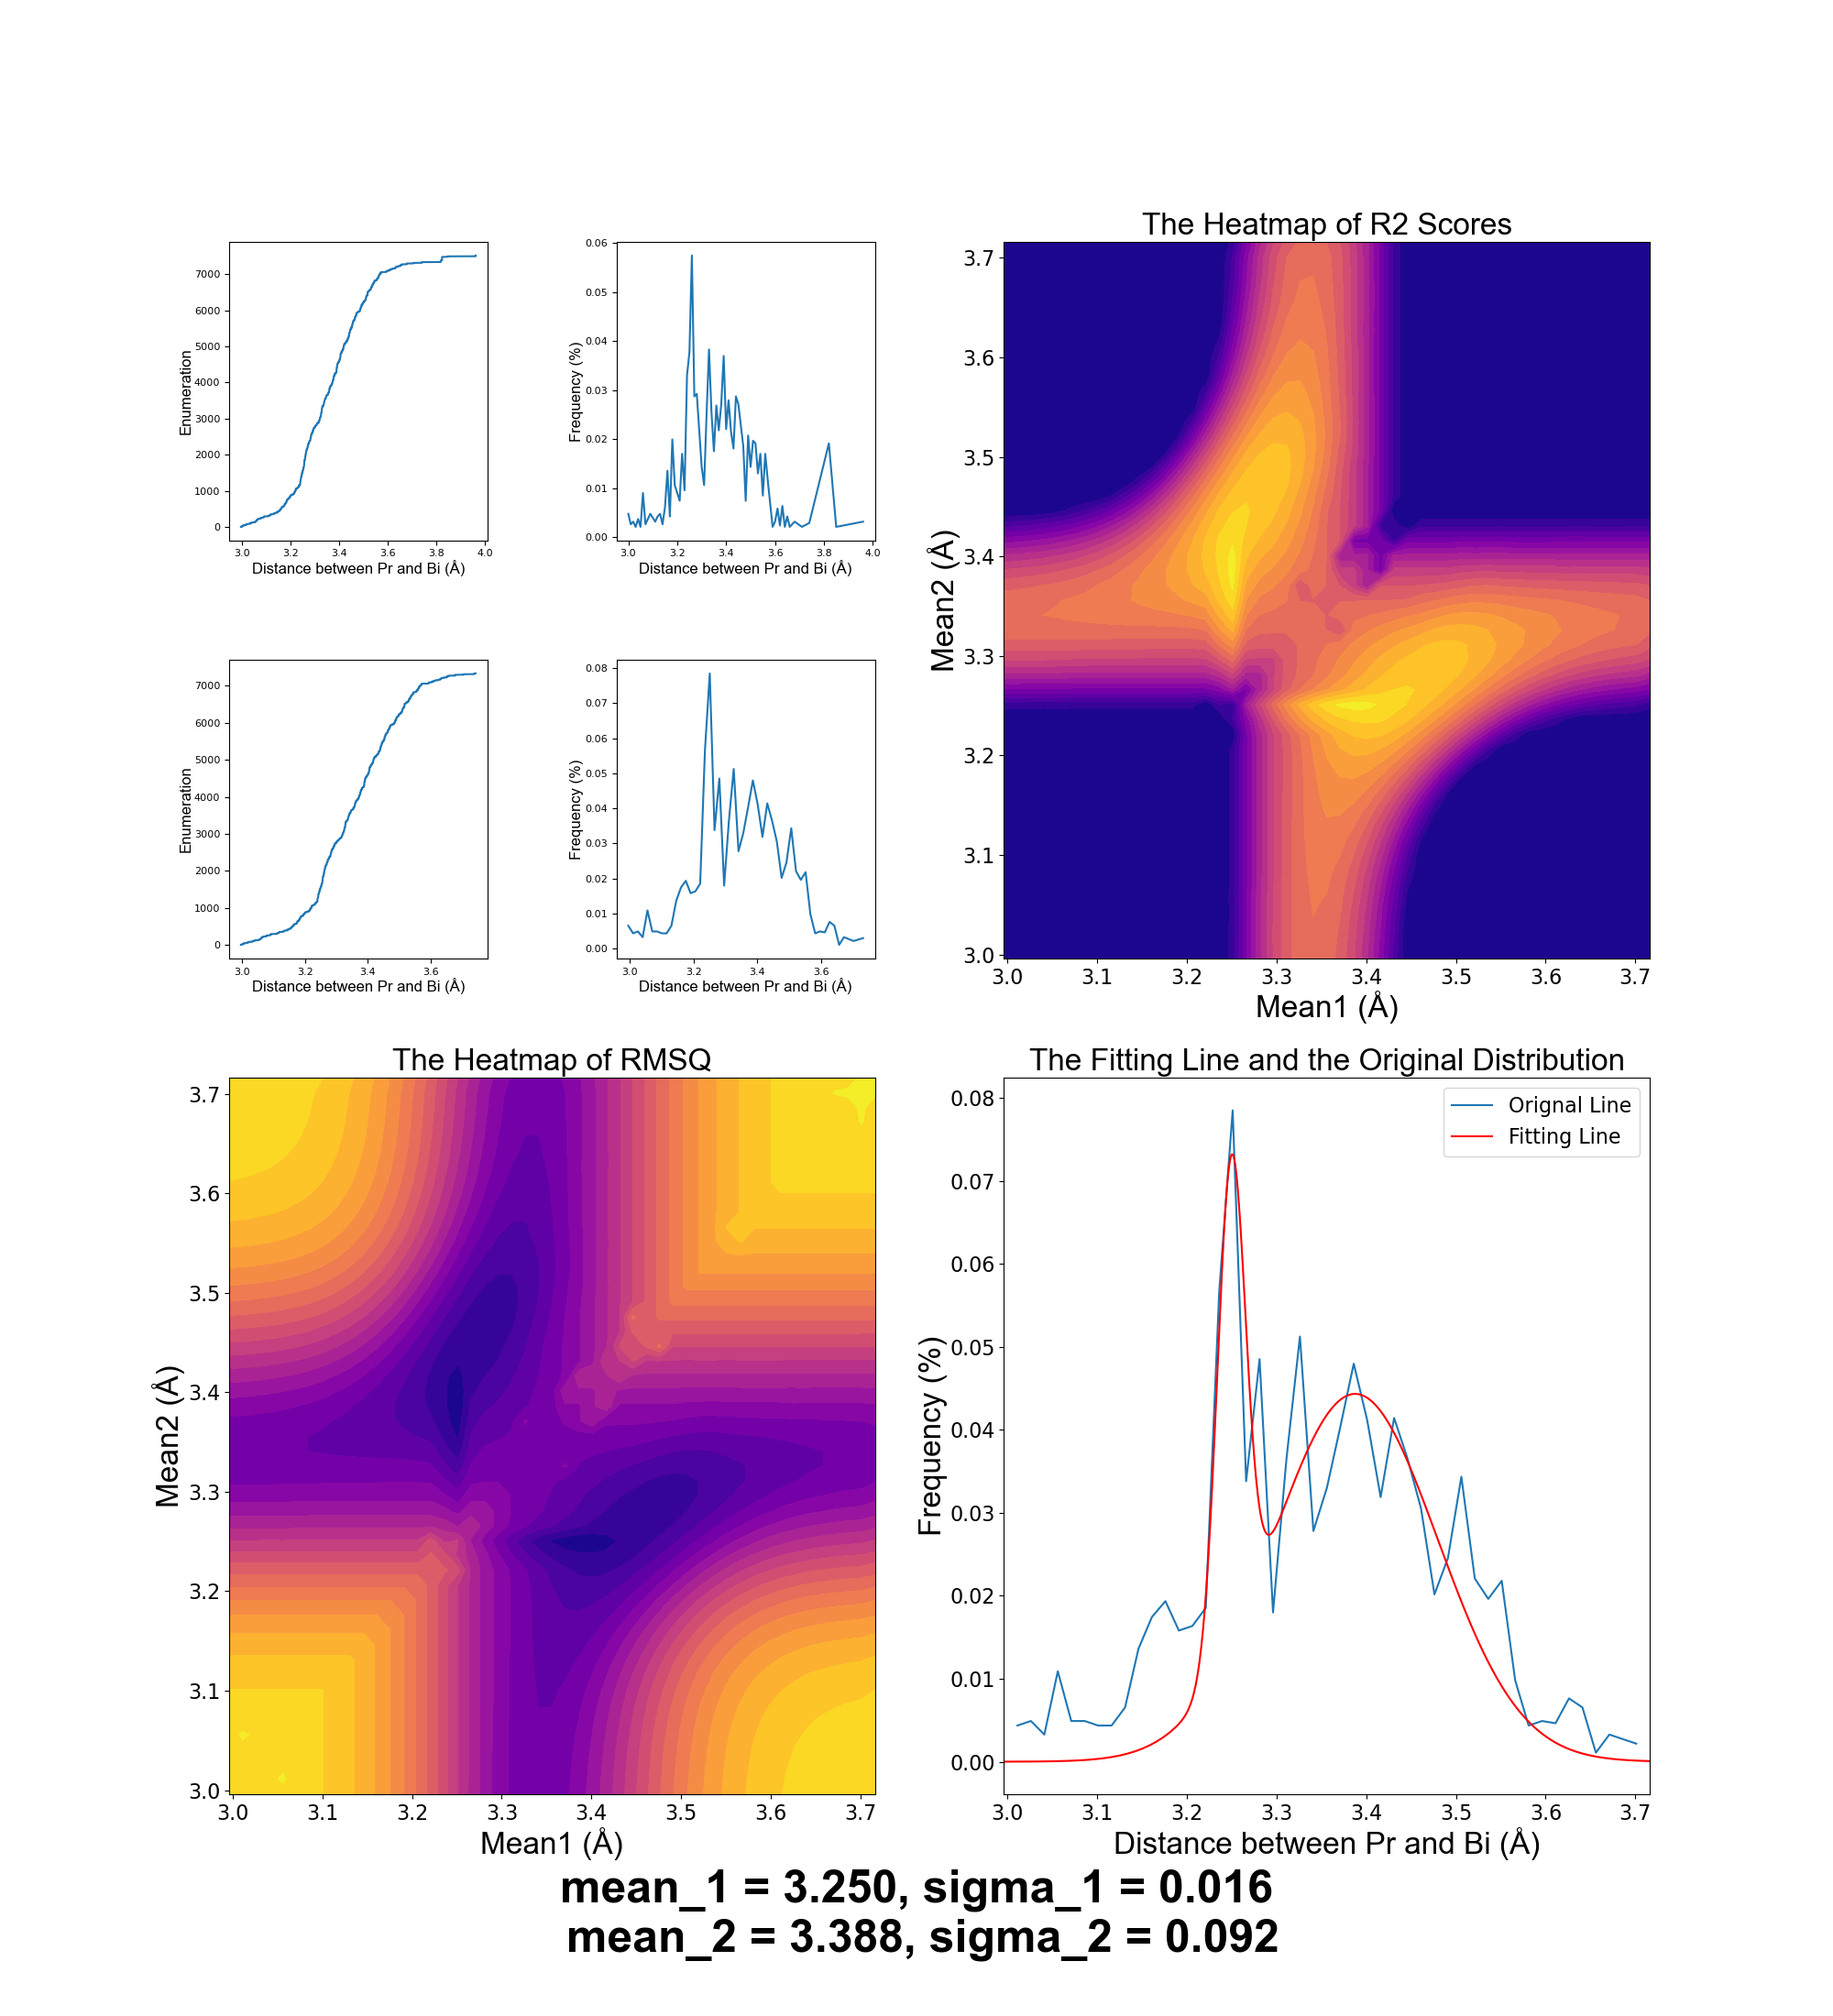 7000
6000
5000
4000
3000
2000
1000
0
Enumeration
3.0 3.2 3.4 3.6 3.8 4.0
Distance between Pr and Bi (Å)
0.06
0.05
0.04
0.03
0.02
0.01
0.00
Frequency (%)
3.0 3.2 3.4 3.6 3.8 4.0
Distance between Pr and Bi (Å)
The Heatmap of R2 Scores
3.7
3.6
3.5
3.4
3.3
3.2
3.1
3.0
Mean2 (Å)
3.0 3.1 3.2 3.3 3.4 3.5 3.6 3.7
Mean1 (Å)
7000
6000
5000
4000
3000
2000
1000
0
Enumeration
3.0 3.2 3.4 3.6
Distance between Pr and Bi (Å)
0.08
0.07
0.06
0.05
0.04
0.03
0.02
0.01
0.00
Frequency (%)
3.0 3.2 3.4 3.6
Distance between Pr and Bi (Å)
The Heatmap of RMSQ
3.7
3.6
3.5
3.4
3.3
3.2
3.1
3.0
Mean2 (Å)
3.0 3.1 3.2 3.3 3.4 3.5 3.6 3.7
Mean1 (Å)
The Fitting Line and the Original Distribution
Orignal Line
Fitting Line
0.08
0.07
0.06
0.05
0.04
0.03
0.02
0.01
0.00
Frequency (%)
3.0 3.1 3.2 3.3 3.4 3.5 3.6 3.7
Distance between Pr and Bi (Å)
mean_1 = 3.250, sigma_1 = 0.016
mean_2 = 3.388, sigma_2 = 0.092